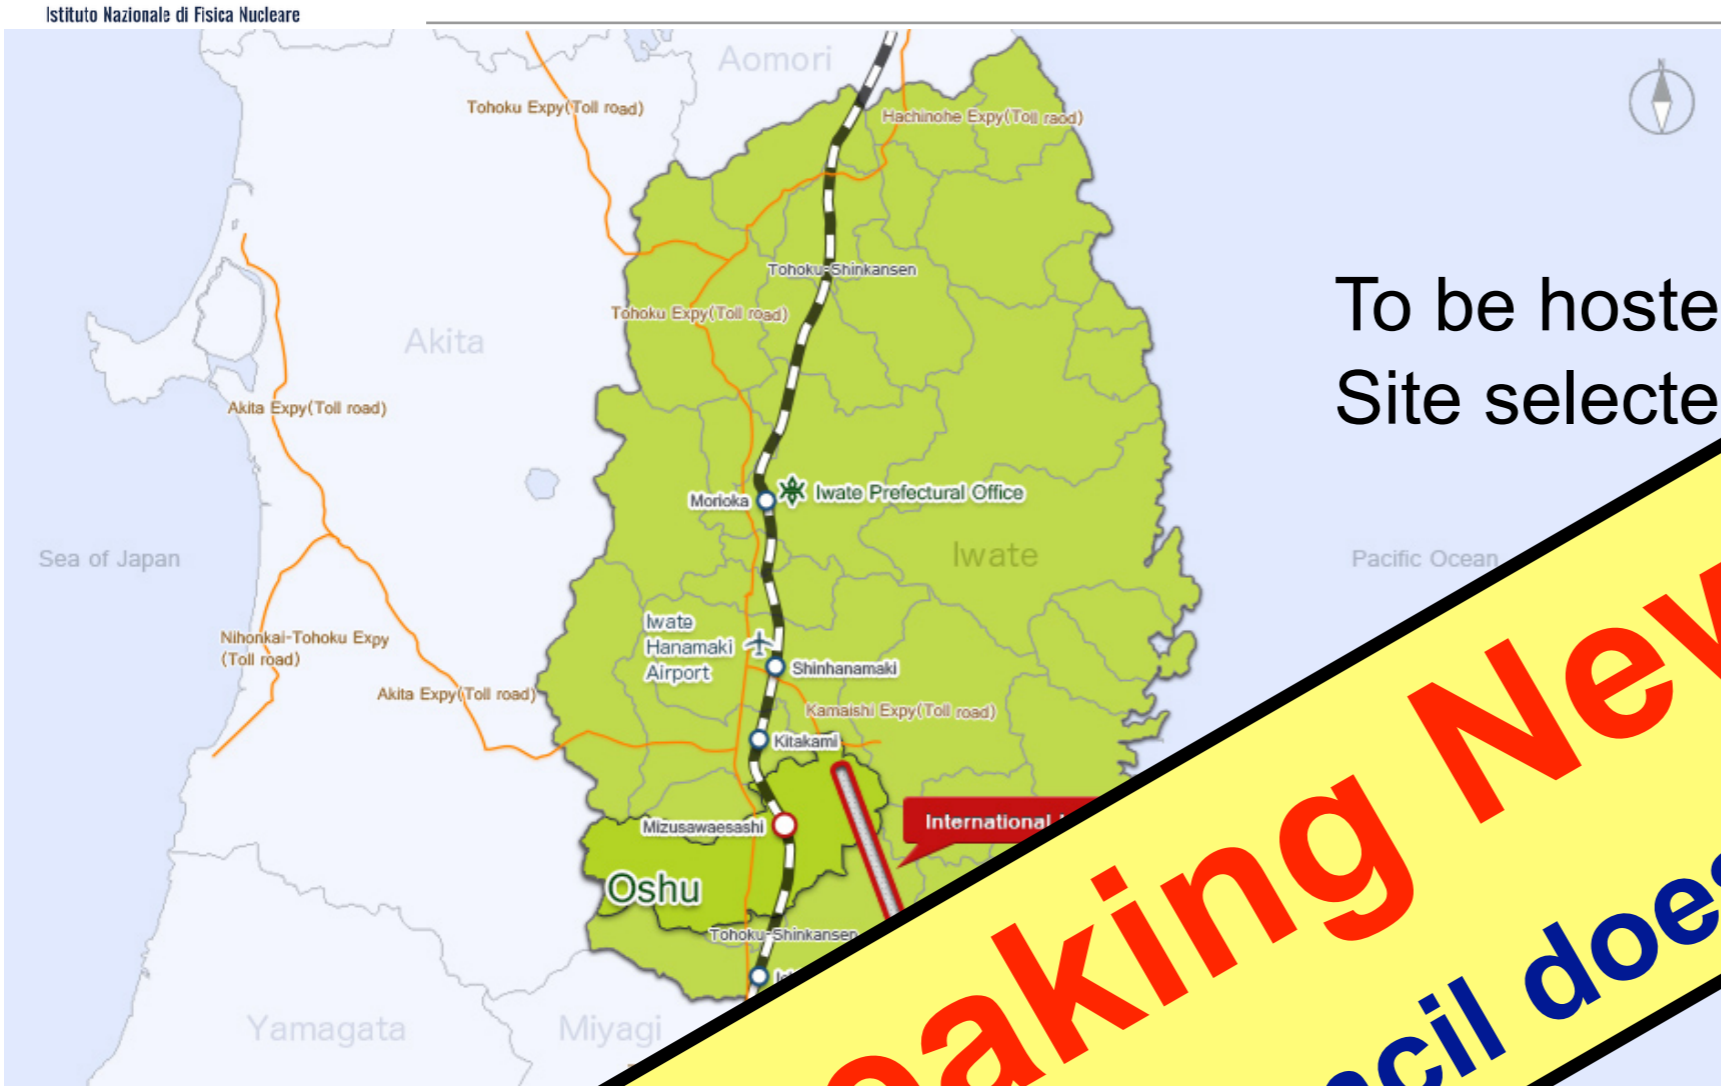 Istituto Nazionale di Fisica Nucleare
Aomori
N
Tohoku Expy(Toll road)
Hachinohe Expy(Toll raod)
Tohoku-Shinkansen
To be hoste
Tohoku Expy(Toll road)
Akita
Site selecte
Akita Expy(Toll road)
Morioka
Iwate Prefectural Office
Sea of Japan
Iwate
Pacific Ocean
Iwate
Hanamaki
Airport
Nihonkai-Tohoku Expy
(Toll road)
Shinhanamaki
Akita Expy(Toll road)
Kamaishi Expy(Toll road)
Kitakami
International
Mizusawaesashi
Oshu
Tohoku-Shinkansen
Yamagata
Miyagi
aking New
ncil does